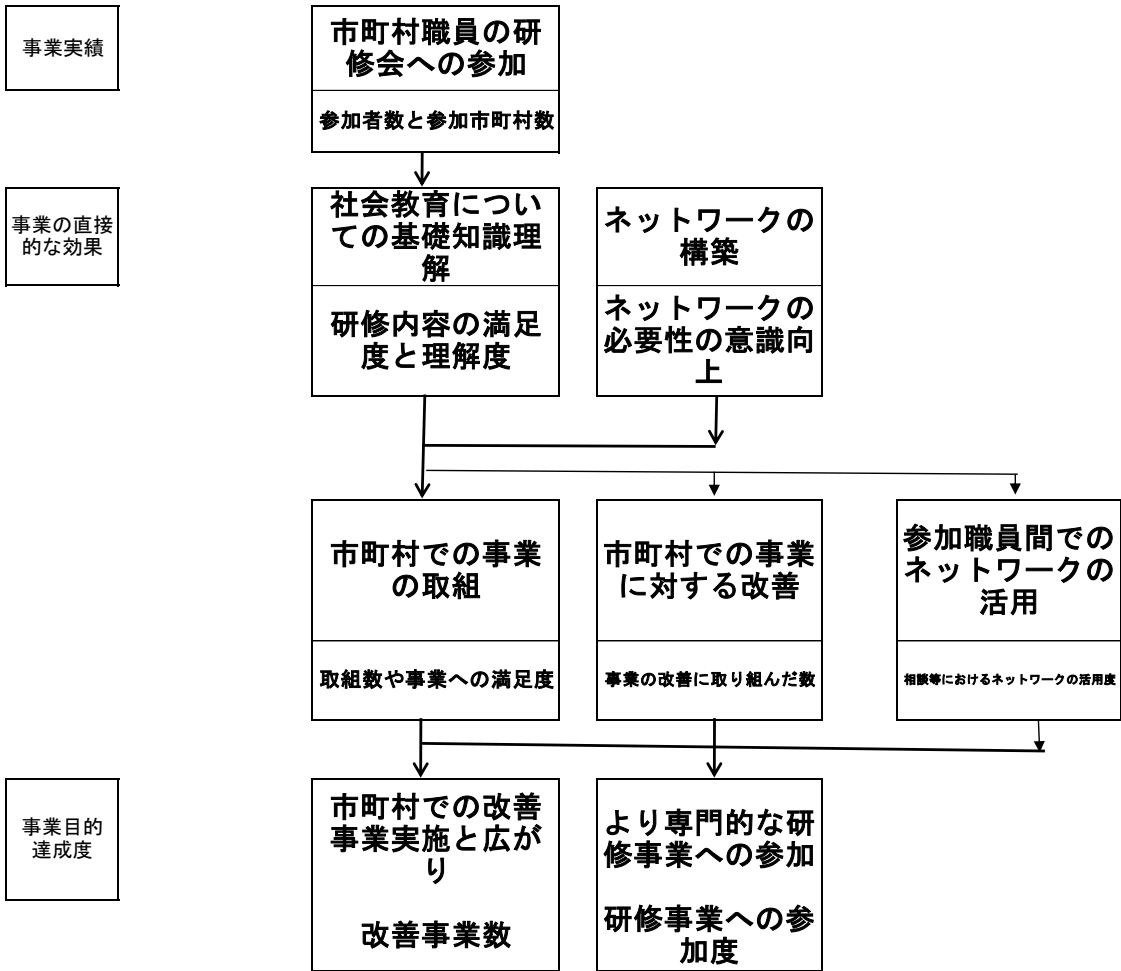 事業実績
市町村職員の研
修会への参加
参加者数と参加市町村数
事業の直接
的な効果
社会教育につい
ての基礎知識理
解
研修内容の満足
度と理解度
ネットワークの
構築
ネットワークの
必要性の意識向
上
市町村での事業
の取組
取組数や事業への満足度
市町村での事業
に対する改善
事業の改善に取り組んだ数
参加職員間での
ネットワークの
活用
相談等におけるネットワークの活用度
事業目的
達成度
市町村での改善
事業実施と広が
り
改善事業数
より専門的な研
修事業への参加
研修事業への参
加度